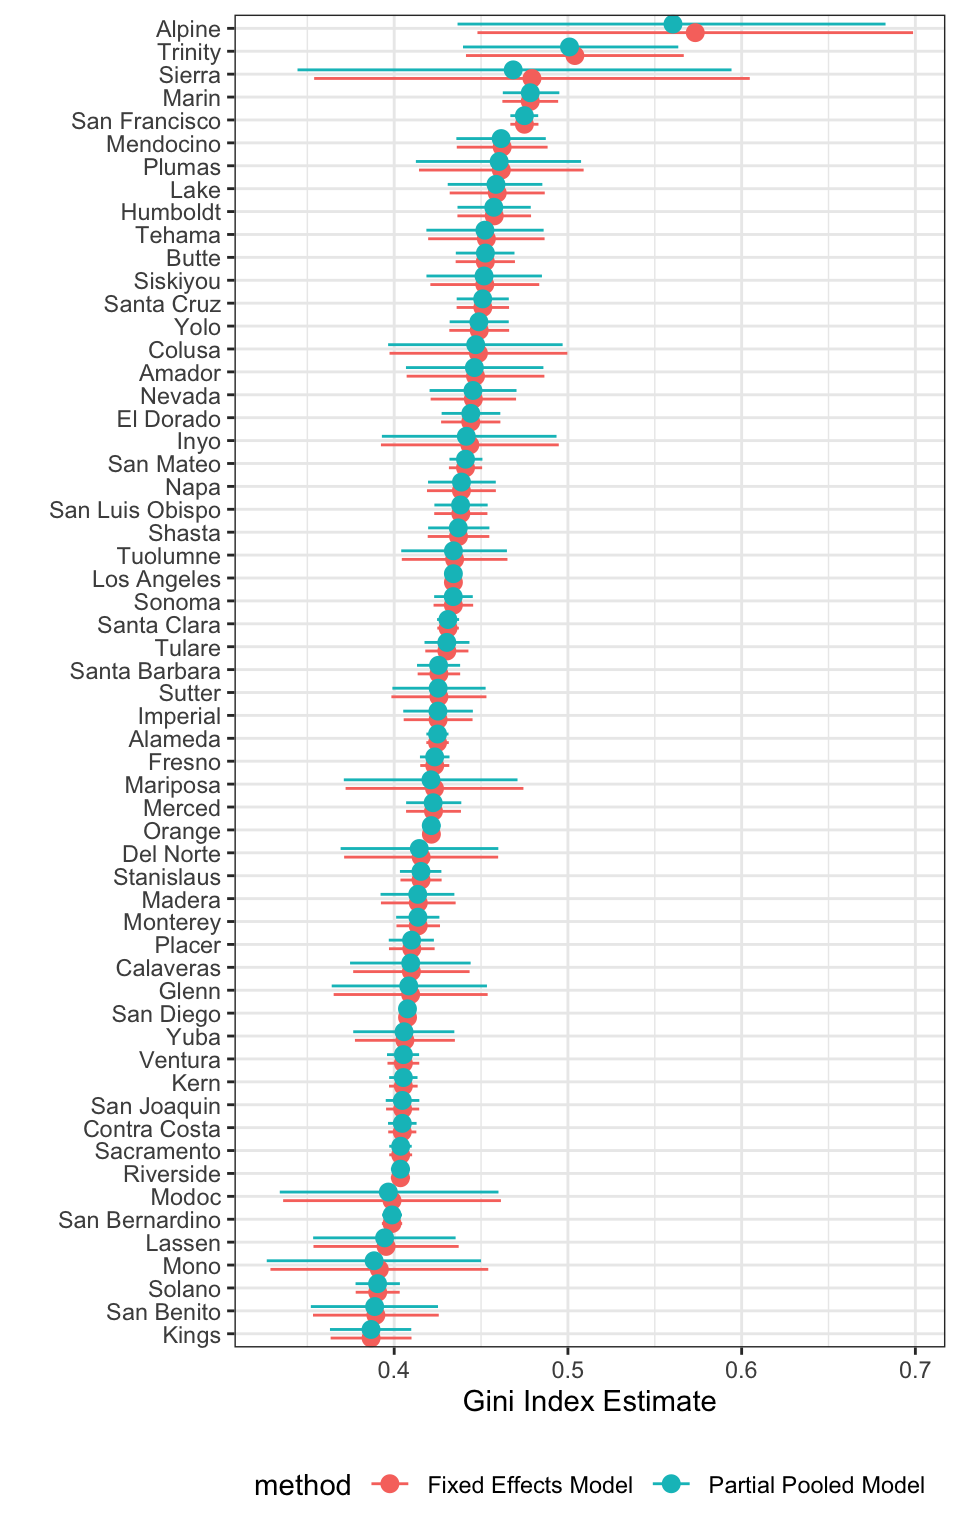 Alpine
Trinity
Sierra
Marin
San Francisco
Mendocino
Plumas
Lake
Humboldt
Tehama
Butte
Siskiyou
Santa Cruz
Yolo
Colusa
Amador
Nevada
El Dorado
Inyo
San Mateo
Napa
San Luis Obispo
Shasta
Tuolumne
Los Angeles
Sonoma
Santa Clara
Tulare
Santa Barbara
Sutter
Imperial
Alameda
Fresno
Mariposa
Merced
Orange
Del Norte
Stanislaus
Madera
Monterey
Placer
Calaveras
Glenn
San Diego
Yuba
Ventura
Kern
San Joaquin
Contra Costa
Sacramento
Riverside
Modoc
San Bernardino
Lassen
Mono
Solano
San Benito
Kings
0.4 0.5 0.6 0.7
Gini Index Estimate
method Fixed Effects Model Partial Pooled Model